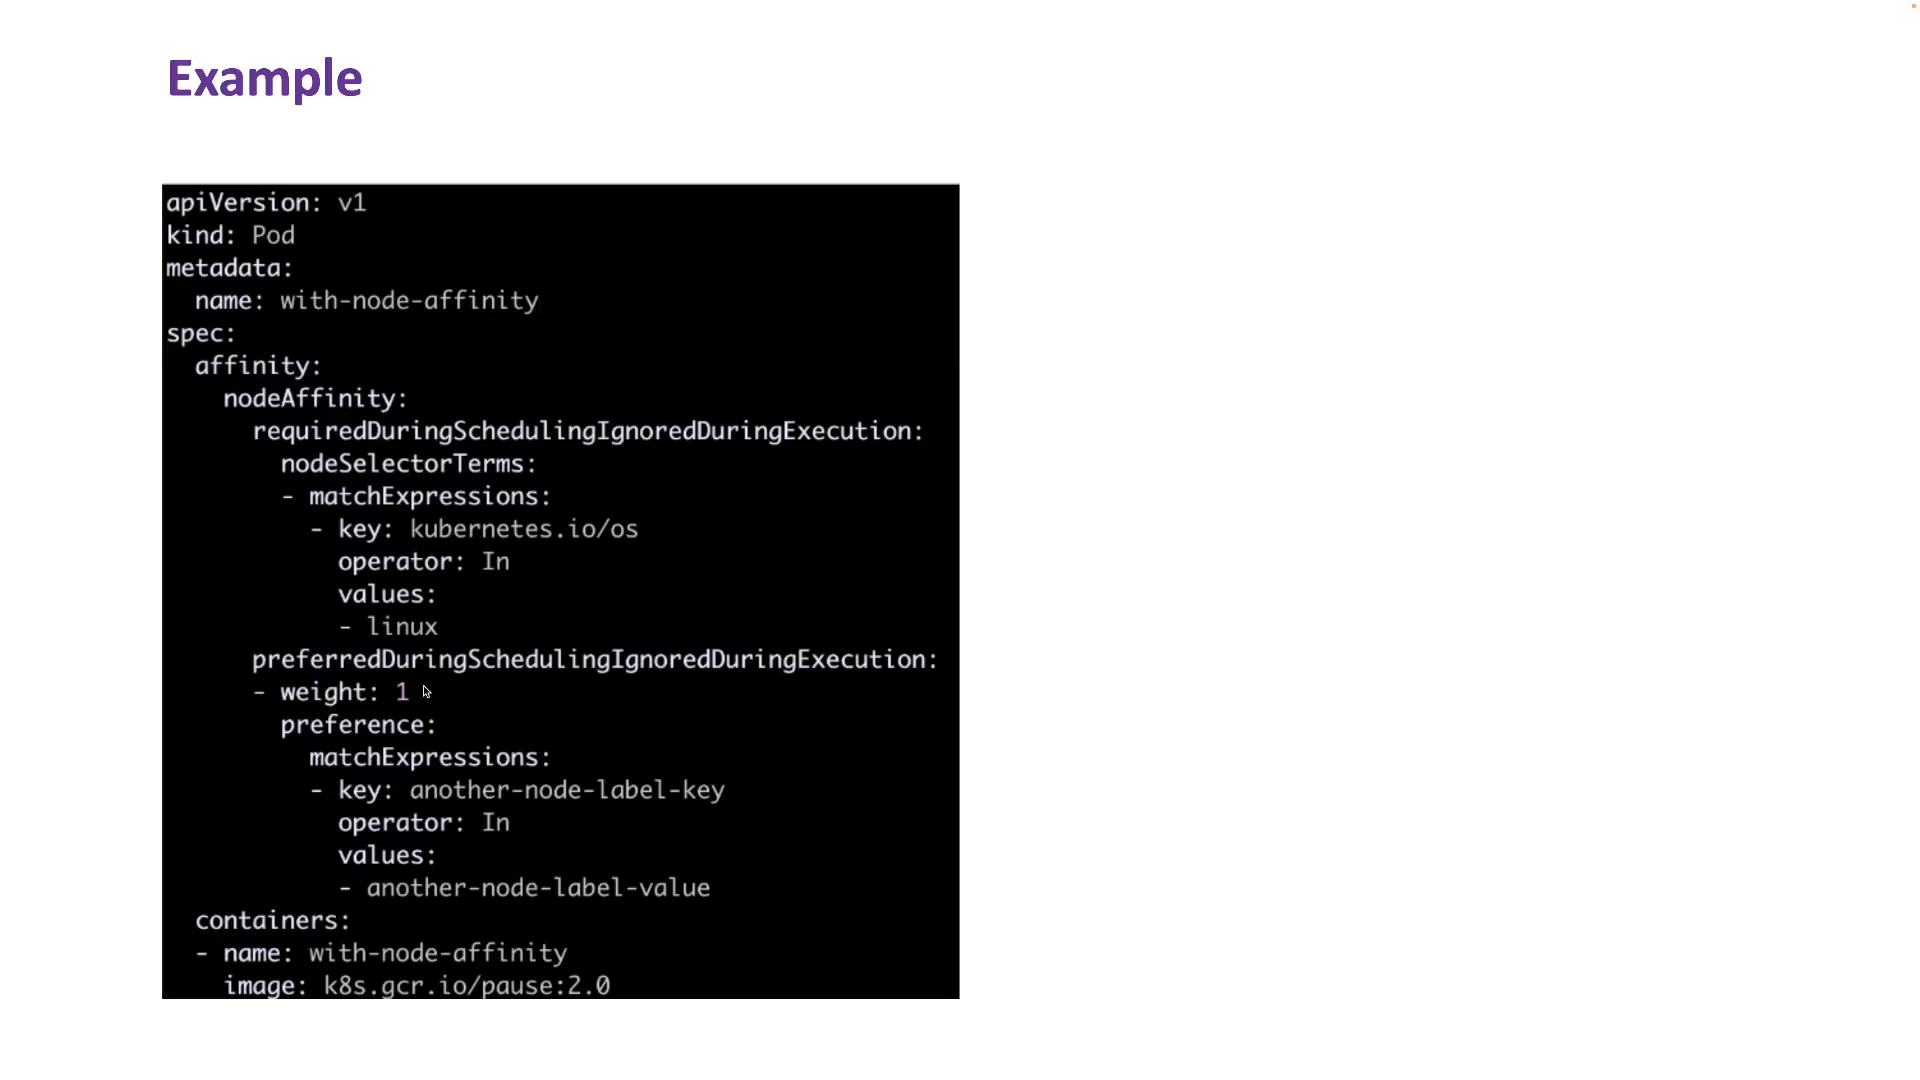 Example
apiVersion: v1
kind: Pod
metadata:
  name: with-node-affinity
spec:
  affinity:
    nodeAffinity:
      requiredDuringSchedulingIgnoredDuringExecution:
        nodeSelectorTerms:
        - matchExpressions:
          - key: kubernetes.io/os
            operator: In
            values:
            - linux
      preferredDuringSchedulingIgnoredDuringExecution:
      - weight: 1
        preference:
          matchExpressions:
          - key: another-node-label-key
            operator: In
            values:
            - another-node-label-value
  containers:
  - name: with-node-affinity
    image: k8s.gcr.io/pause:2.0